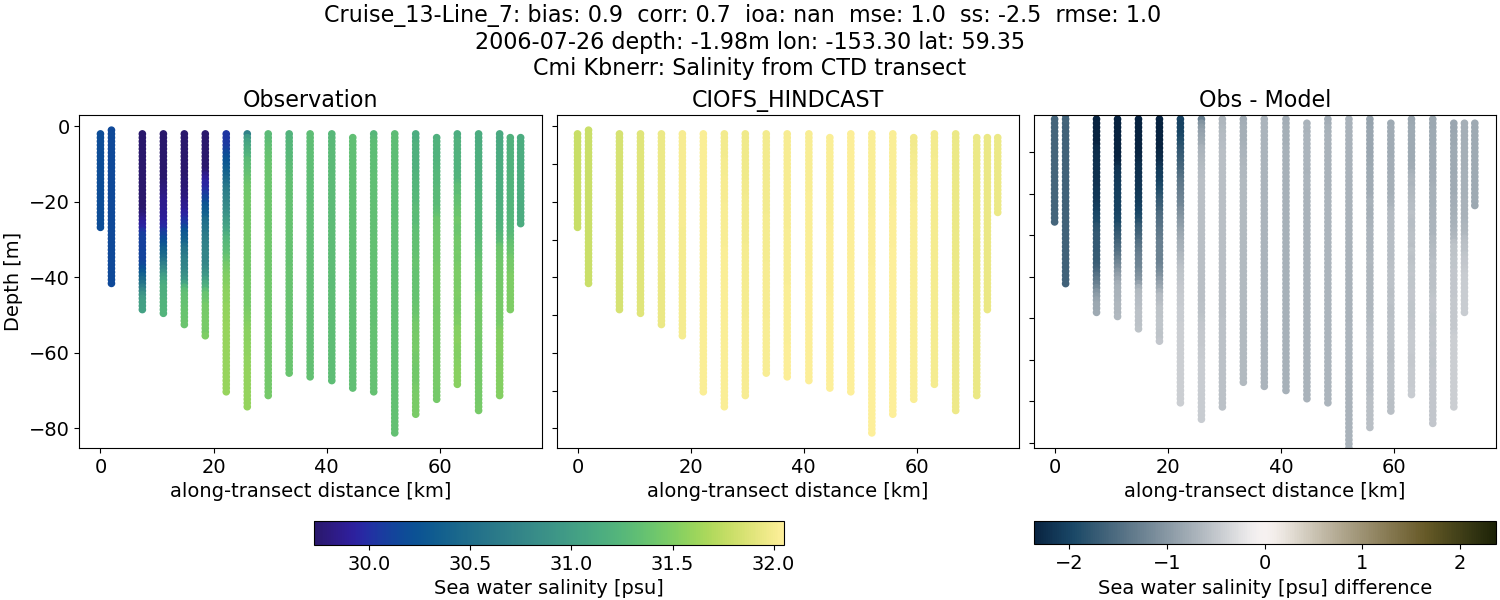 Cruise_13-Line_7: bias: 0.9  corr: 0.7  ioa: nan  mse: 1.0  ss: -2.5  rmse: 1.0
2006-07-26 depth: -1.98m lon: -153.30 lat: 59.35
Cmi Kbnerr: Salinity from CTD transect
Observation
CIOFS_HINDCAST
Obs - Model
Depth [m]
0
−20
−40
−60
−80
0 20 40 60
0 20 40 60
0 20 40 60
along-transect distance [km]
along-transect distance [km]
along-transect distance [km]
30.0 30.5 31.0 31.5 32.0
Sea water salinity [psu]
−2 −1 0 1 2
Sea water salinity [psu] difference